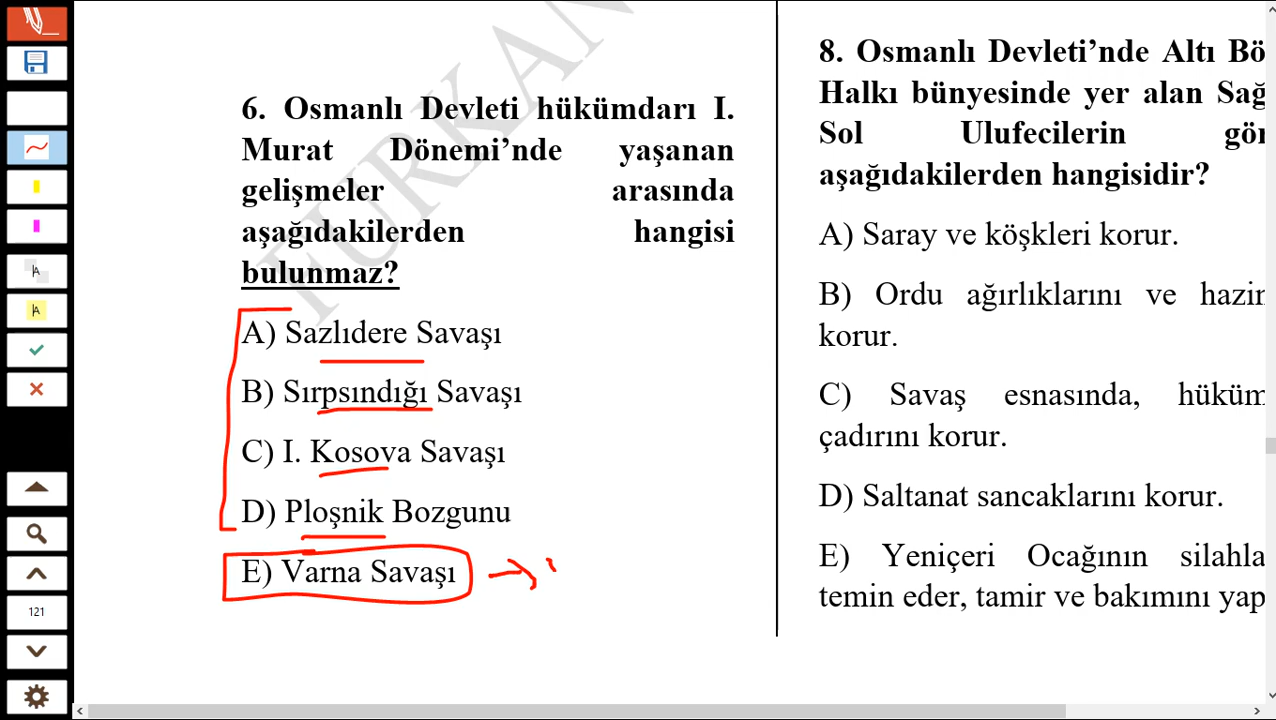 FURKAN
6. Osmanlı Devleti hükümdarı I.
Murat Dönemi’nde yaşanan
gelişmeler arasında
aşağıdakilerden hangisi
bulunmaz?
A) Sazlıdere Savaşı
B) Sırpsındığı Savaşı
C) I. Kosova Savaşı
D) Ploşnik Bozgunu
E) Varna Savaşı
8. Osmanlı Devleti’nde Altı Bö
Halkı bünyesinde yer alan Sağ
Sol Ulufecilerin gör
aşağıdakilerden hangisidir?
A) Saray ve köşkleri korur.
B) Ordu ağırlıklarını ve hazin
korur.
C) Savaş esnasında, hüküm
çadırını korur.
D) Saltanat sancaklarını korur.
E) Yeniçeri Ocağının silahla
temin eder, tamir ve bakımını yap
121